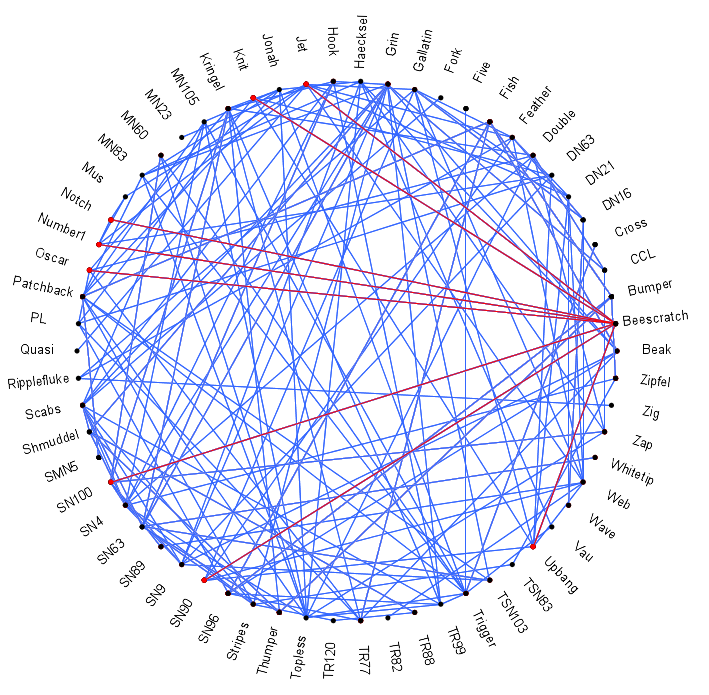 Beak
Beescratch
Bumper
CCL
Cross
DN16
DN21
DN63
Double
Feather
Fish
Five
Fork
Gallatin
Grin
Haecksel
Hook
Jet
Jonah
Knit
Kringel
MN105
MN23
MN60
MN83
Mus
Notch
Number1
Oscar
Patchback
PL
Quasi
Ripplefluke
Scabs
Shmuddel
SMN5
SN100
SN4
SN63
SN89
SN9
SN90
SN96
Stripes
Thumper
Topless
TR120
TR77
TR82
TR88
TR99
Trigger
TSN103
TSN83
Upbang
Vau
Wave
Web
Whitetip
Zap
Zig
Zipfel